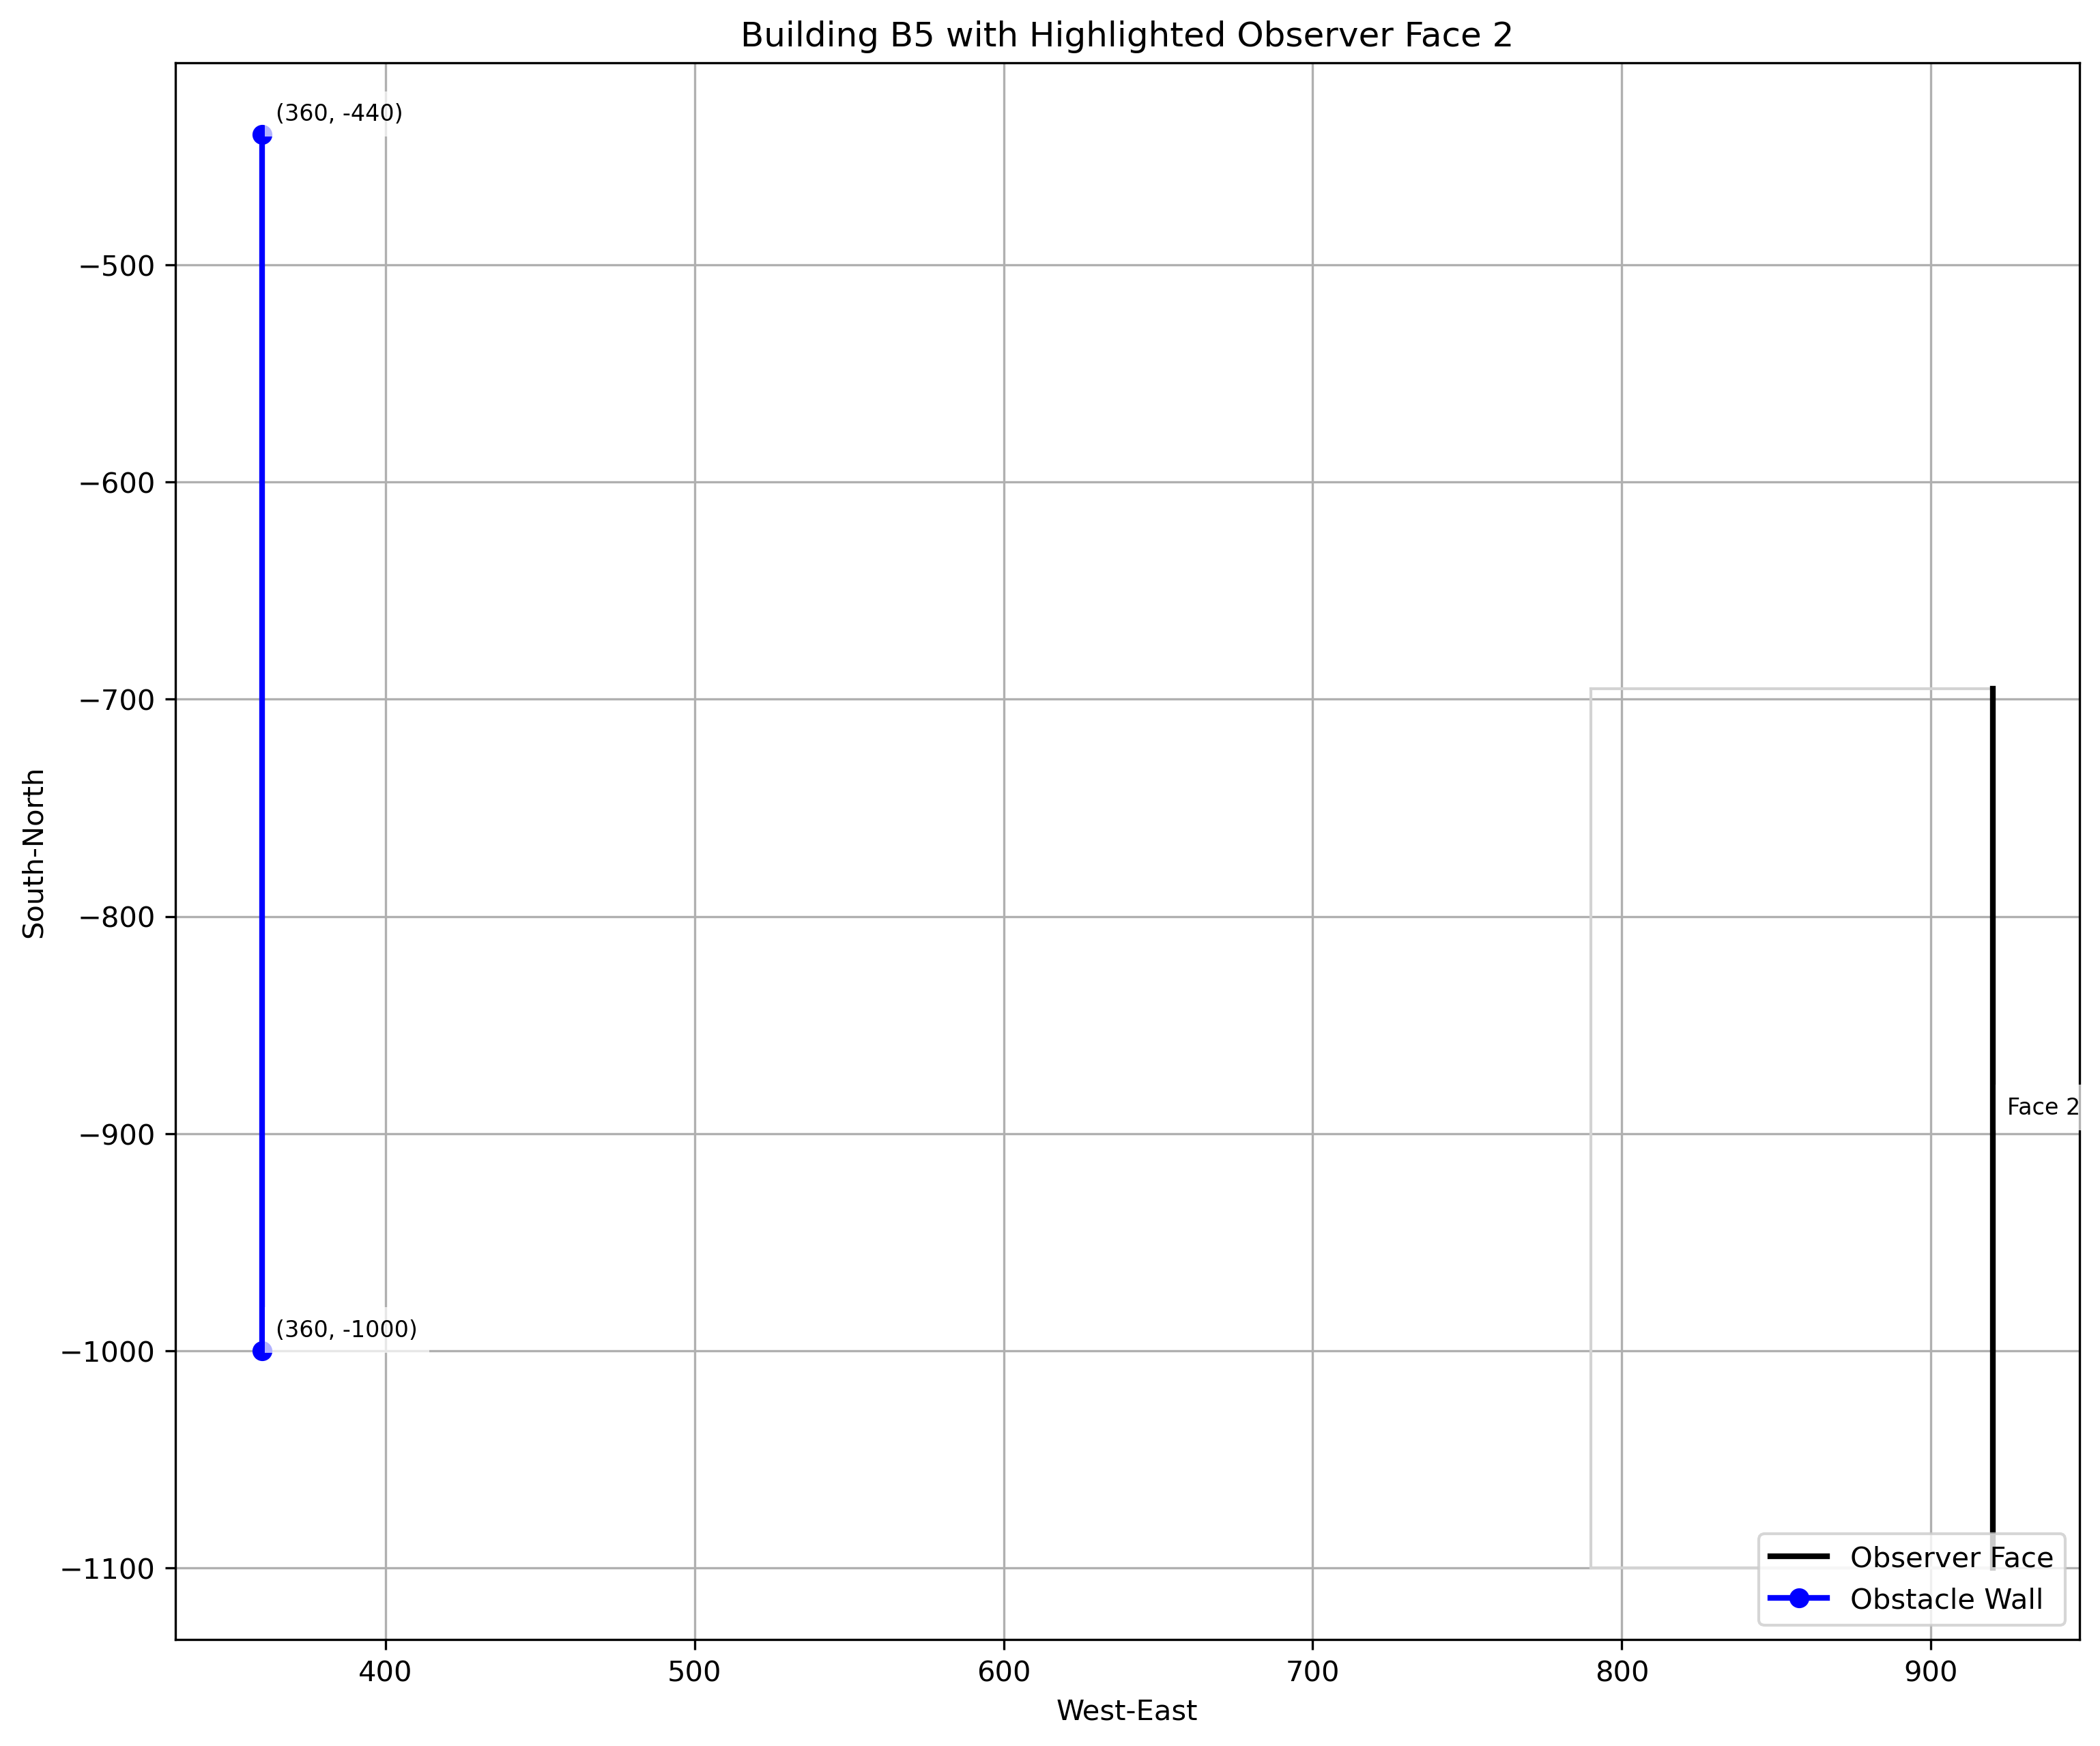 Building B5 with Highlighted Observer Face 2
(360, -440)
−500
−600
−700
−800
South-North
Face 2
−900
(360, -1000)
−1000
−1100
Observer Face
Obstacle Wall
400 500 600 700 800 900
West-East